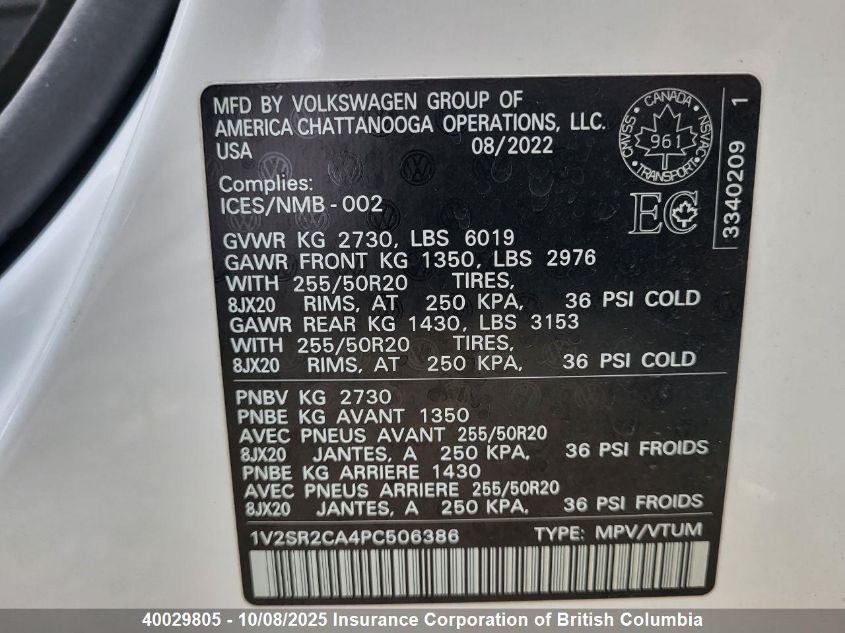 MFD BY VOLKSWAGEN GROUP OF
AMERICA CHATTANOOGA OPERATIONS, LLC.
USA 08/2022
CANADA
CMVSS NSVAC
961
TRANSPORT
EC
3340209 1
Complies:
ICES/NMB-002
GVWR KG 2730, LBS 6019
GAWR FRONT KG 1350, LBS 2976
WITH 255/50R20 TIRES,
8JX20 RIMS, AT 250 KPA, 36 PSI COLD
GAWR REAR KG 1430, LBS 3153
WITH 255/50R20 TIRES,
8JX20 RIMS, AT 250 KPA, 36 PSI COLD
PNBV KG 2730
PNBE KG AVANT 1350
AVEC PNEUS AVANT 255/50R20
8JX20 JANTES, A 250 KPA, 36 PSI FROIDS
PNBE KG ARRIERE 1430
AVEC PNEUS ARRIERE 255/50R20
8JX20 JANTES, A 250 KPA, 36 PSI FROIDS
1V2SR2CA4PC506386 TYPE: MPV/VTUM
40029805 - 10/08/2025 Insurance Corporation of British Columbia